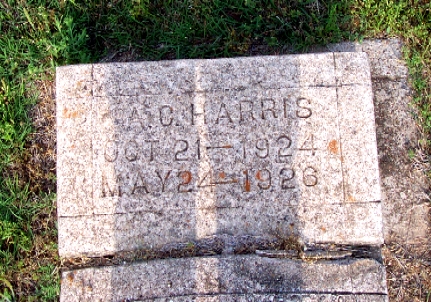 A.C. HARRIS
OCT 21-1924
MAY 24-1926